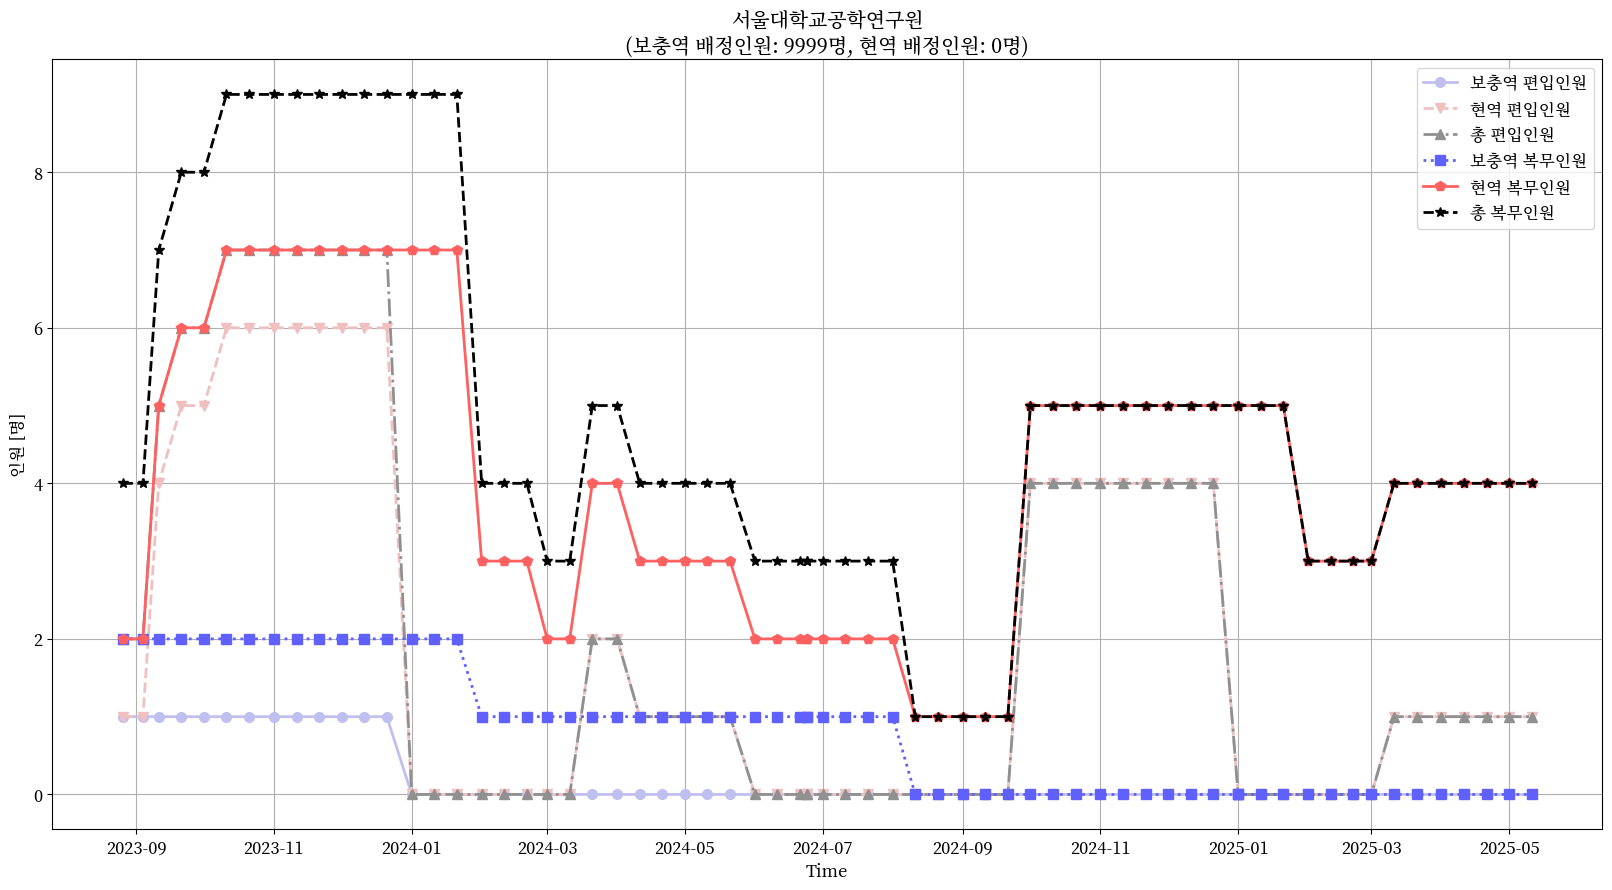 서울대학교공학연구원
(보충역 배정인원: 9999명, 현역 배정인원: 0명)
보충역 편입인원
현역 편입인원
총 편입인원
보충역 복무인원
현역 복무인원
총 복무인원
인원 [명]
8
6
4
2
0
2023-09 2023-11 2024-01 2024-03 2024-05 2024-07 2024-09 2024-11 2025-01 2025-03 2025-05
Time